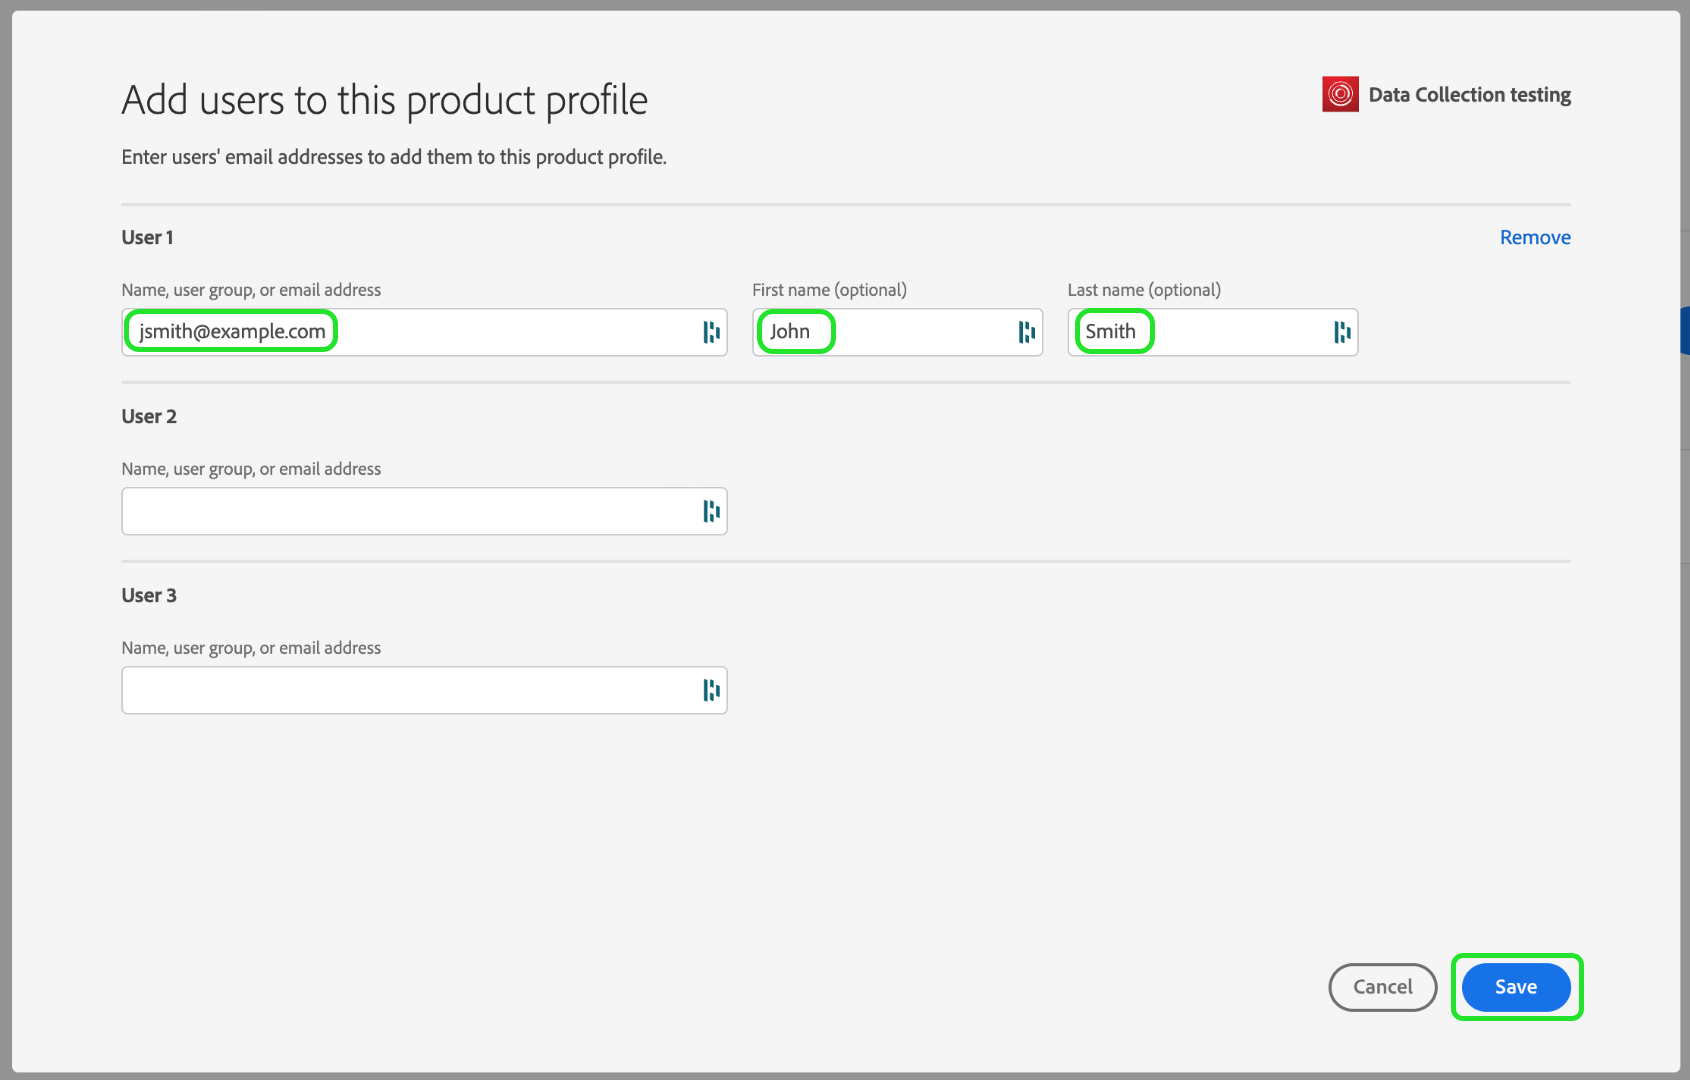 Add users to this product profile
Data Collection testing
Enter users' email addresses to add them to this product profile.
User 1
Remove
Name, user group, or email address
First name (optional)
Last name (optional)
jsmith@example.com
John
Smith
User 2
Name, user group, or email address
User 3
Name, user group, or email address
Cancel
Save